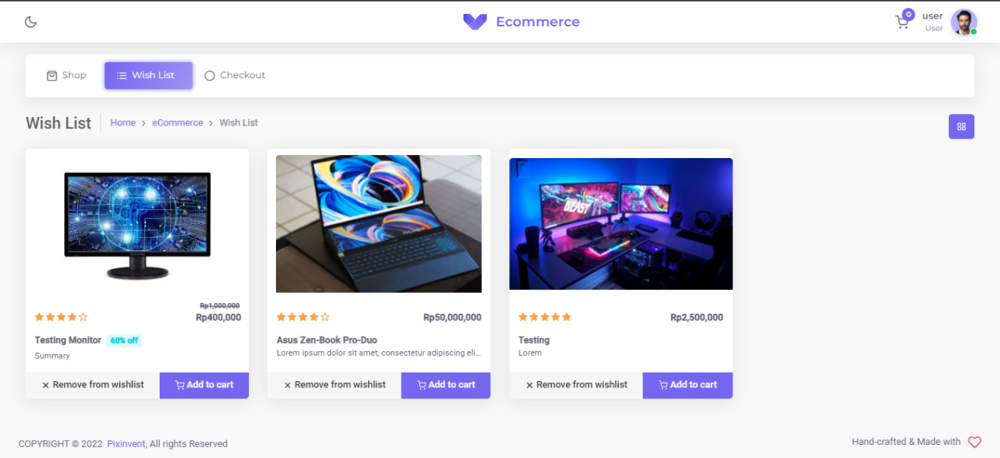 Ecommerce
0
user
User
Shop
Wish List
Checkout
Wish List
Home > eCommerce > Wish List
BEAST
Rp1,000,000
Rp400,000
Testing Monitor 60% off
Summary
Remove from wishlist
Add to cart
Rp50,000,000
Asus Zen-Book Pro-Duo
Lorem ipsum dolor sit amet, consectetur adipiscing eli...
Remove from wishlist
Add to cart
Rp2,500,000
Testing
Lorem
Remove from wishlist
Add to cart
COPYRIGHT © 2022 Pixinvent, All rights Reserved
Hand-crafted & Made with